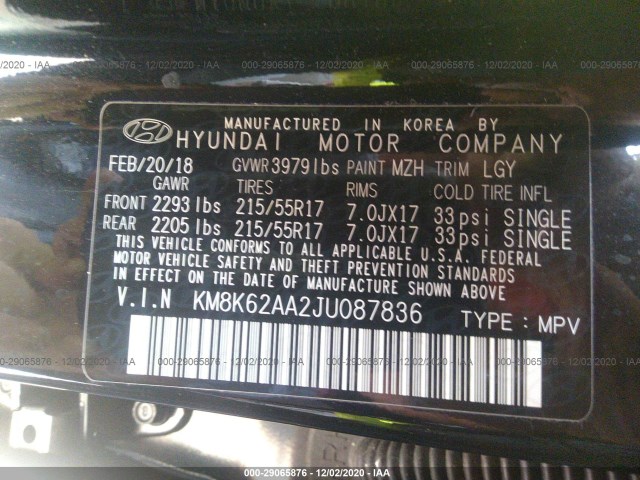 000-29065876 - 12/02/2020 - IAA
MANUFACTURED IN KOREA BY
HYUNDAI MOTOR COMPANY
FEB/20/18 GVWR 3979 lbs PAINT MZH TRIM LGY
GAWR TIRES RIMS COLD TIRE INFL
FRONT 2293 lbs 215/55R17 7.0JX17 33 psi SINGLE
REAR 2205 lbs 215/55R17 7.0JX17 33 psi SINGLE
THIS VEHICLE CONFORMS TO ALL APPLICABLE U.S.A. FEDERAL
MOTOR VEHICLE SAFETY AND THEFT PREVENTION STANDARDS
IN EFFECT ON THE DATE OF MANUFACTURE SHOWN ABOVE
V.I.N KM8K62AA2JU087836 TYPE : MPV
000-29065876 - 12/02/2020 - IAA